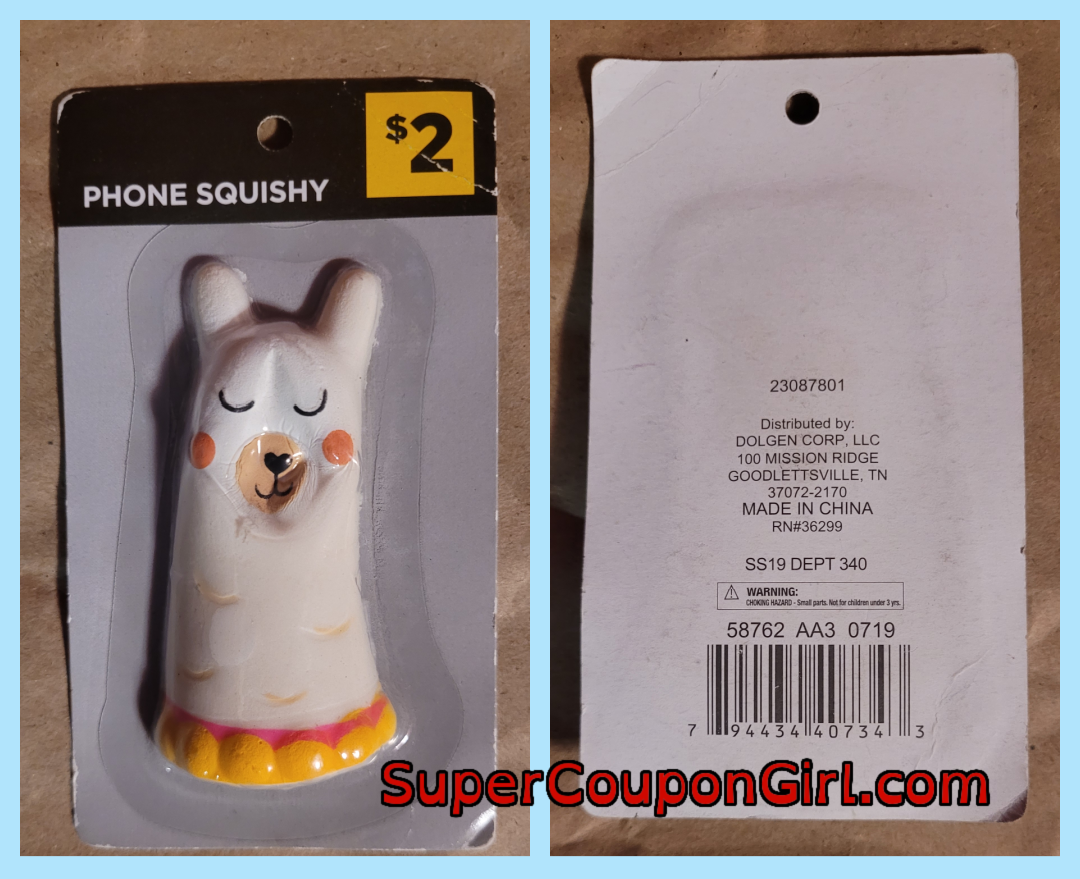 $2
PHONE SQUISHY
23087801
Distributed by:
DOLGEN CORP, LLC
100 MISSION RIDGE
GOODLETTSVILLE, TN
37072-2170
MADE IN CHINA
RN#36299
SS19 DEPT 340
WARNING:
CHOKING HAZARD - Small parts. Not for children under 3 yrs.
58762 AA3 0719
7 94434 40734 3
SuperCouponGirl.com